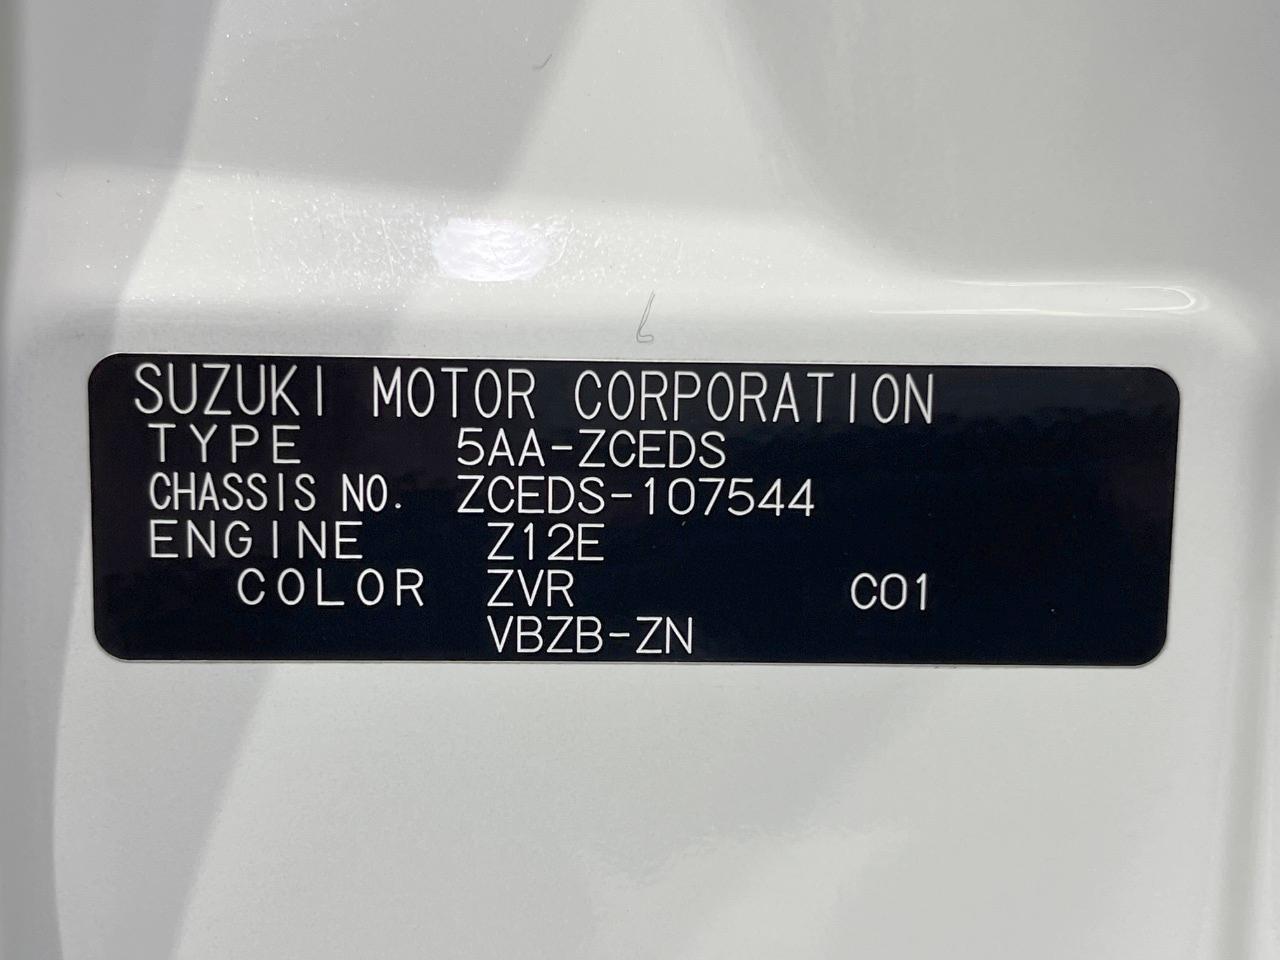 SUZUKI MOTOR CORPORATION
TYPE 5AA-ZCEDS
CHASSIS NO. ZCEDS-107544
ENGINE Z12E
COLOR ZVR C01
VBZB-ZN